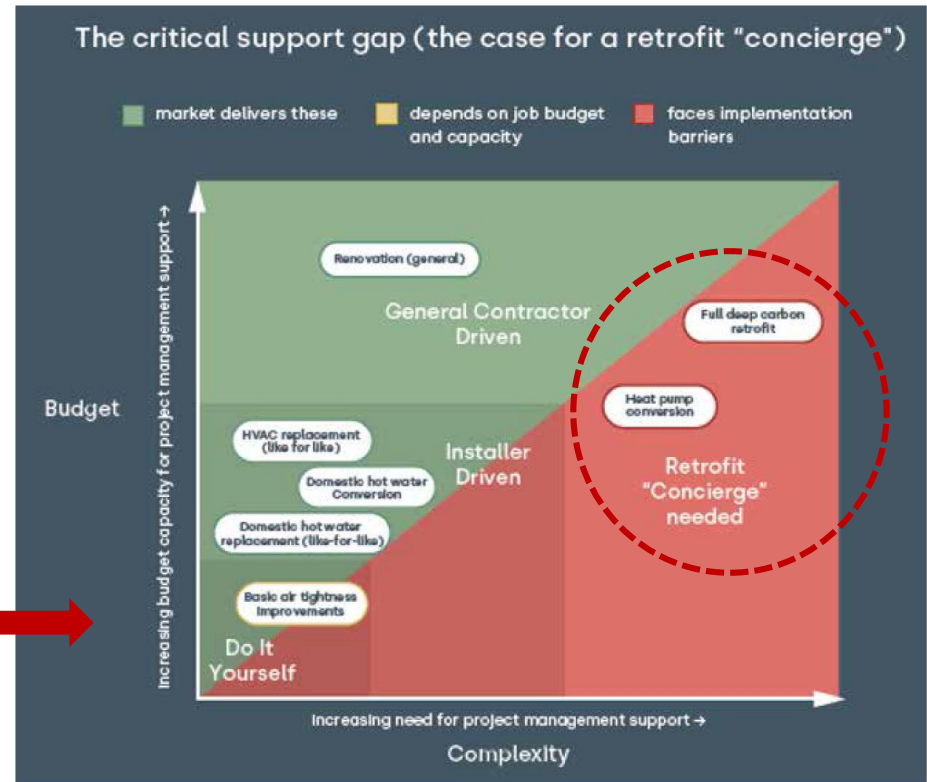 The critical support gap (the case for a retrofit "concierge")
market delivers these
depends on job budget
and capacity
faces implementation
barriers
Increasing budget capacity for project management support →
Budget
Renovation (general)
General Contractor
Driven
Full deep carbon
retrofit
Heat pump
conversion
HVAC replacement
(like for like)
Installer
Driven
Domestic hot water
Conversion
Retrofit
"Concierge"
needed
Domestic hot water
replacement (like-for-like)
Basic air tightness
Improvements
Do It
Yourself
Increasing need for project management support →
Complexity